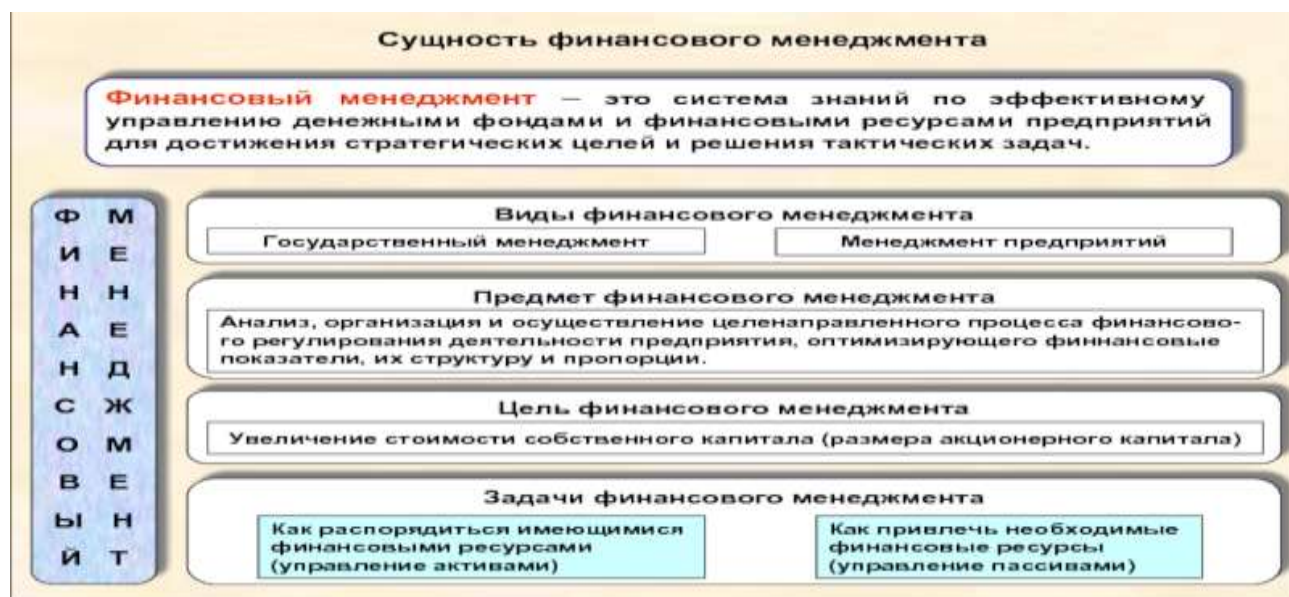 Сущность финансового менеджмента
Финансовый менеджмент — это система знаний по эффективному
управлению денежными фондами и финансовыми ресурсами предприятий
для достижения стратегических целей и решения тактических задач.
ФИНАНСОВЫЙ
МЕНЕДЖМЕНТ
Виды финансового менеджмента
Государственный менеджмент
Менеджмент предприятий
Предмет финансового менеджмента
Анализ, организация и осуществление целенаправленного процесса финансово-
го регулирования деятельности предприятия, оптимизирующего финнансовые
показатели, их структуру и пропорции.
Цель финансового менеджмента
Увеличение стоимости собственного капитала (размера акционерного капитала)
Задачи финансового менеджмента
Как распорядиться имеющимися
финансовыми ресурсами
(управление активами)
Как привлечь необходимые
финансовые ресурсы
(управление пассивами)